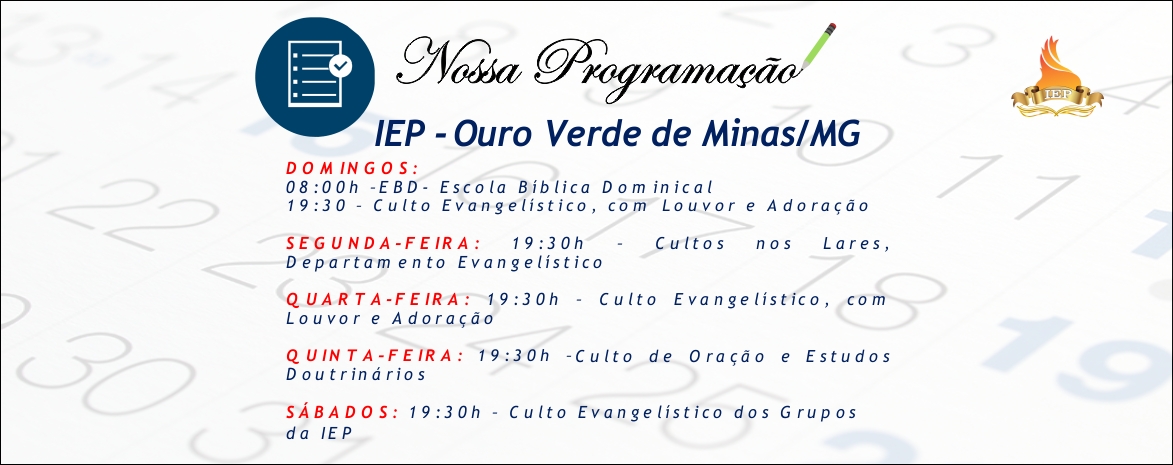 Nossa Programação
IEP
IEP - Ouro Verde de Minas/MG
DOMINGOS:
08:00h –EBD- Escola Bíblica Dominical
19:30 – Culto Evangelístico, com Louvor e Adoração
SEGUNDA-FEIRA: 19:30h – Cultos nos Lares,
Departamento Evangelístico
QUARTA-FEIRA: 19:30h – Culto Evangelístico, com
Louvor e Adoração
QUINTA-FEIRA: 19:30h –Culto de Oração e Estudos
Doutrinários
SÁBADOS: 19:30h – Culto Evangelístico dos Grupos
da IEP